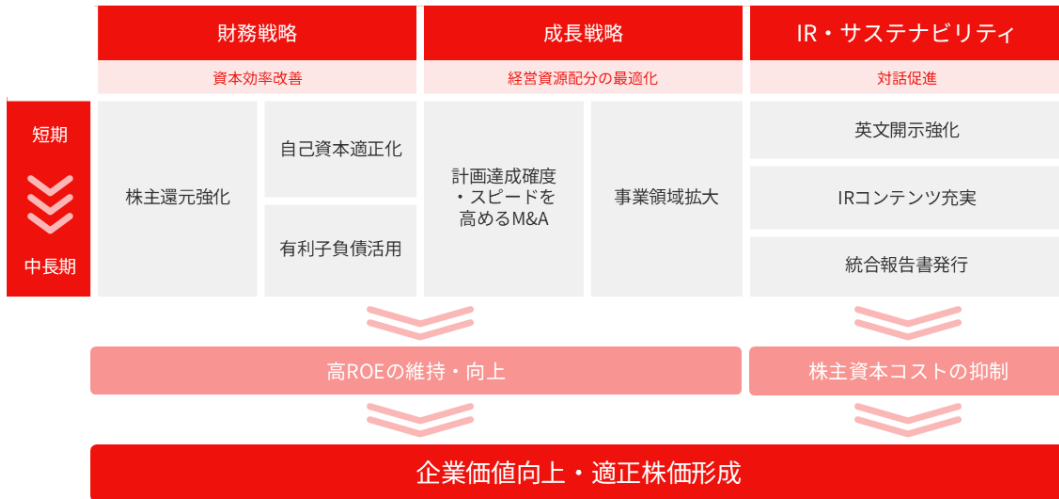 財務戦略
成長戦略
IR・サステナビリティ
資本効率改善
経営資源配分の最適化
対話促進
短期
中長期
株主還元強化
自己資本適正化
有利子負債活用
計画達成確度
・スピードを
高めるM&A
事業領域拡大
英文開示強化
IRコンテンツ充実
統合報告書発行
高ROEの維持・向上
株主資本コストの抑制
企業価値向上・適正株価形成